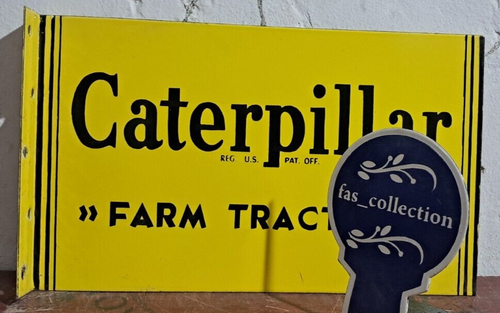 Caterpillar
REG. U.S. PAT. OFF.
» FARM TRACT
fas_collection